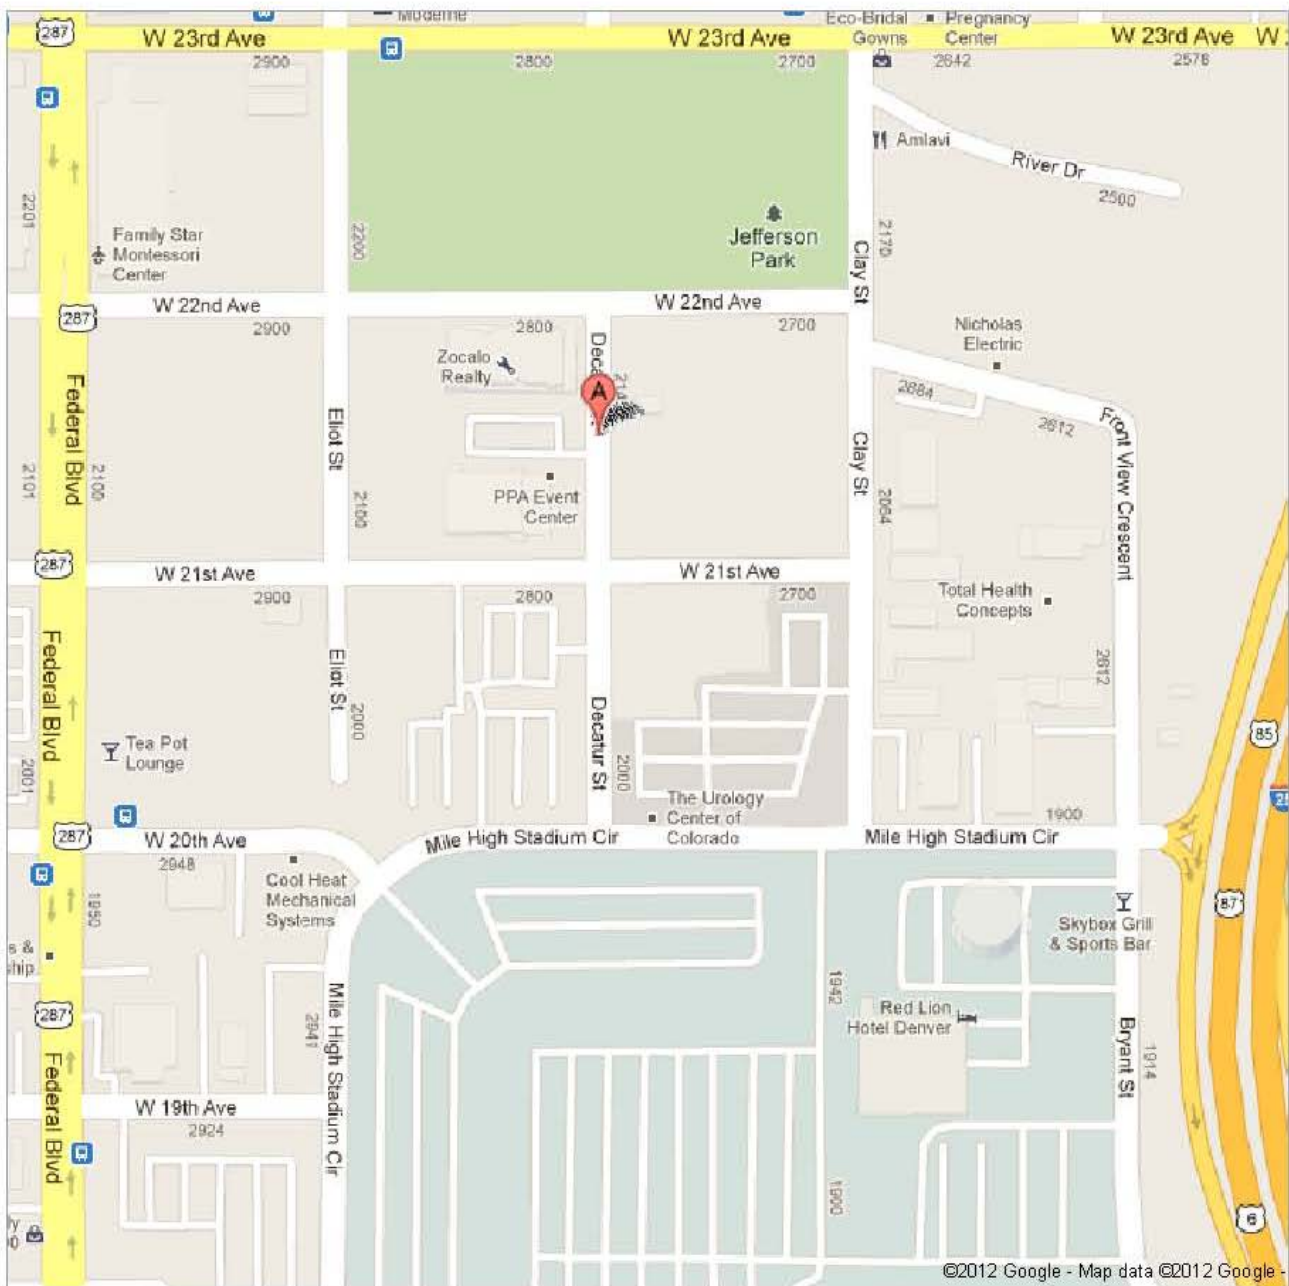 Moderne
Eco-Bridal
Gowns
Pregnancy
Center
287
W 23rd Ave
W 23rd Ave
W 23rd Ave
W
2900
2800
2700
2642
2576
Amlavi
River Dr
2500
2201
Family Star
Montessori
Center
2200
Jefferson
Park
Clay St
2170
287
W 22nd Ave
W 22nd Ave
2900
2800
2700
Nicholas
Electric
Zocalo
Realty
A
2684
2612
Front View Crescent
Federal Blvd
2101
2100
Eliot St
2100
PPA Event
Center
Clay St
2064
287
W 21st Ave
W 21st Ave
2900
2800
2700
Total Health
Concepts
2612
Federal Blvd
2001
Eliot St
2000
Decatur St
2000
85
Tea Pot
Lounge
The Urology
Center of
Colorado
1900
287
W 20th Ave
Mile High Stadium Cir
Mile High Stadium Cir
2948
Cool Heat
Mechanical
Systems
1950
87
Skybox Grill
& Sports Bar
&
ship
287
2941
Mile High Stadium Cir
1942
Red Lion
Hotel Denver
Bryant St
1914
Federal Blvd
W 19th Ave
2924
1900
6
©2012 Google - Map data ©2012 Google -